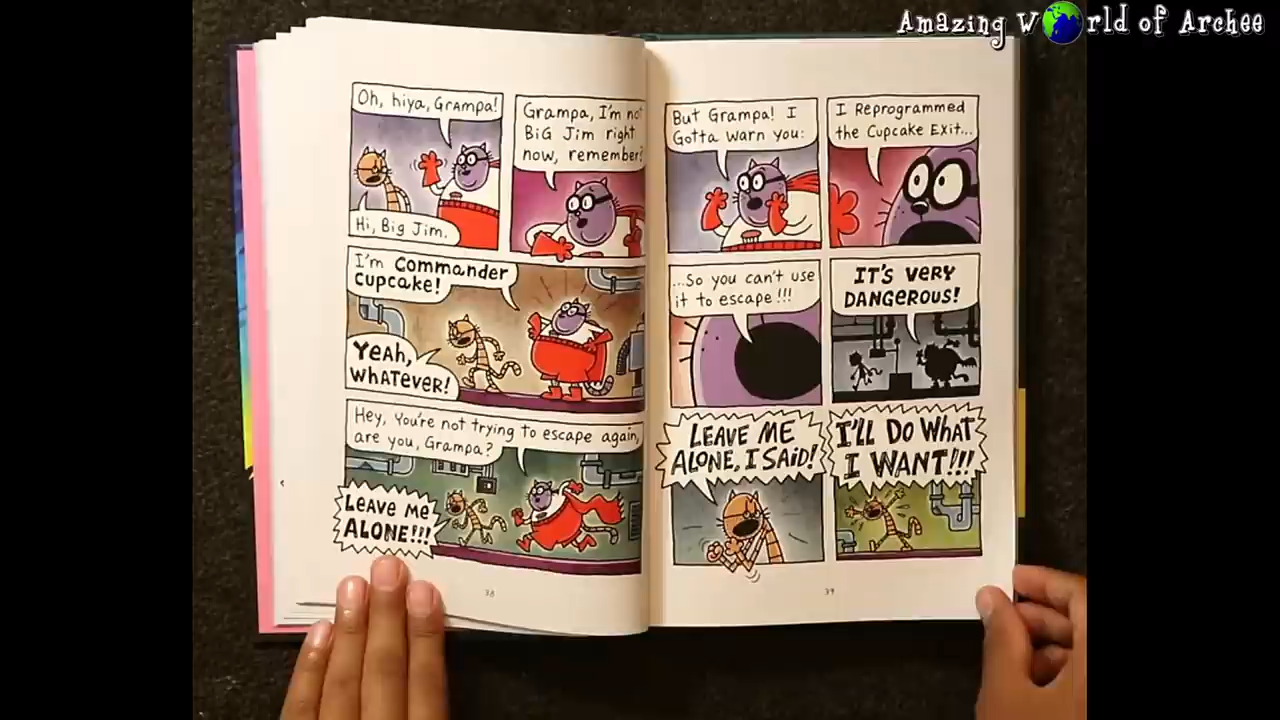 Amazing World of Archee
Oh, hiya, Grampa!
Hi, Big Jim.
Grampa, I'm not
BiG Jim right
now, remember?
I'm Commander
Cupcake!
YeAh,
WhATeVer!
Hey, You're not trying to escape again,
are you, Grampa?
LEAVE Me
ALONE!!!
38
But Grampa! I
Gotta warn you:
I Reprogrammed
the Cupcake Exit...
...So you can't use
it to escape!!!
IT'S VeRY
DANGEROUS!
LEAVE ME
ALONE, I SAiD!
I'LL DO WhAT
I WANT!!!
39